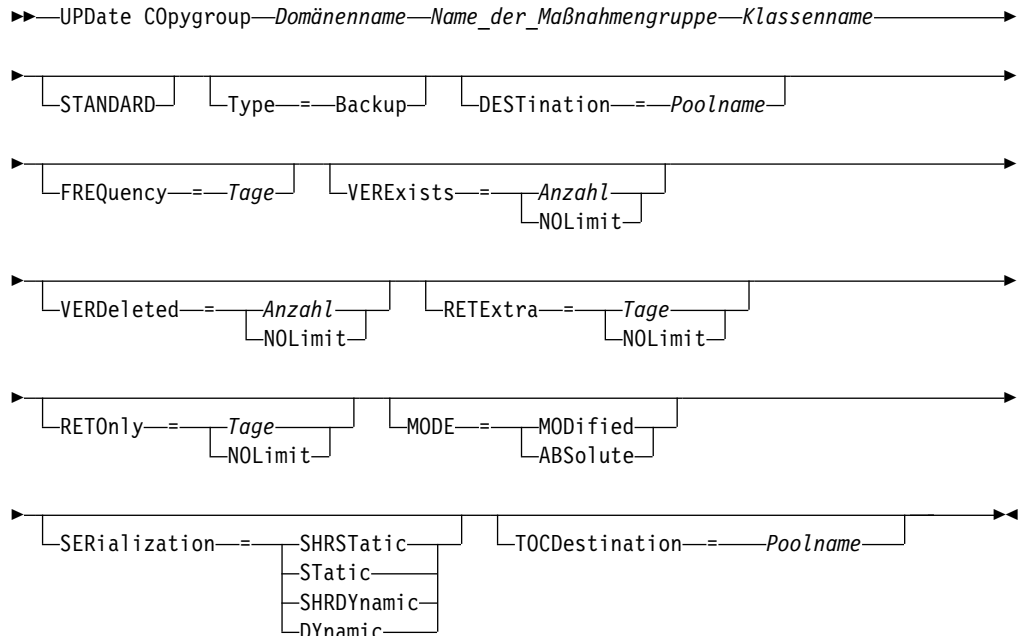 UPDate COpygroup Domänenname Name_der_Maßnahmengruppe Klassenname
STANDARD Type = Backup DESTination = Poolname
FREQuency = Tage VERExists = Anzahl
NOLimit
VERDeleted = Anzahl RETExtra = Tage
NOLimit NOLimit
RETOnly = Tage MODE = MODified
NOLimit ABSolute
SERialization = SHRSTatic TOCDestination = Poolname
STatic
SHRDYnamic
DYnamic